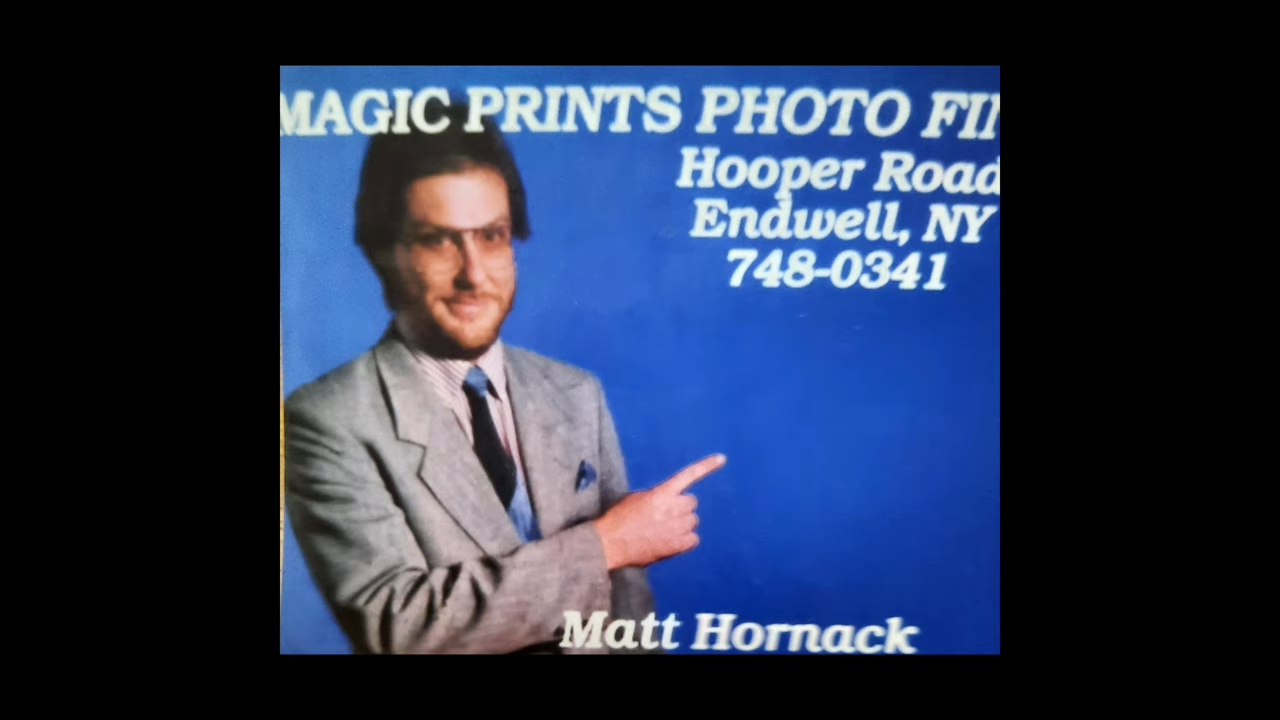 MAGIC PRINTS PHOTO FI
Hooper Road
Endwell, NY
748-0341
Matt Hornack